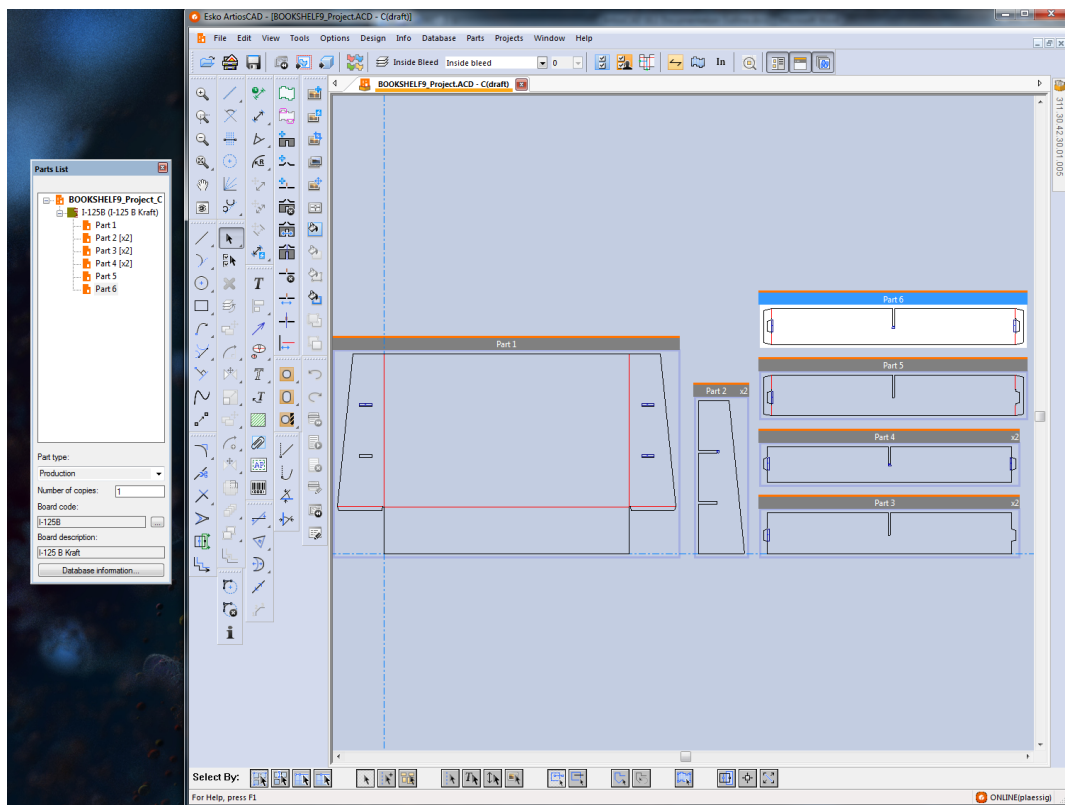 Esko ArtiosCAD - [BOOKSHELF9_Project.ACD - C(draft)]
File Edit View Tools Options Design Info Database Parts Projects Window Help
Inside Bleed Inside bleed 0 In
BOOKSHELF9_Project.ACD - C(draft)
311.30.42.30.01.005
Parts List
BOOKSHELF9_Project_C
I-125B (I-125 B Kraft)
Part 1
Part 2 [x2]
Part 3 [x2]
Part 4 [x2]
Part 5
Part 6
Part type:
Production
Number of copies: 1
Board code:
I-125B ...
Board description:
I-125 B Kraft
Database information...
R
T
T
T
AP
i
Part 6
Part 1
Part 5
Part 2 x2
Part 4 x2
Part 3 x2
Select By:
For Help, press F1
ONLINE(plaessig)